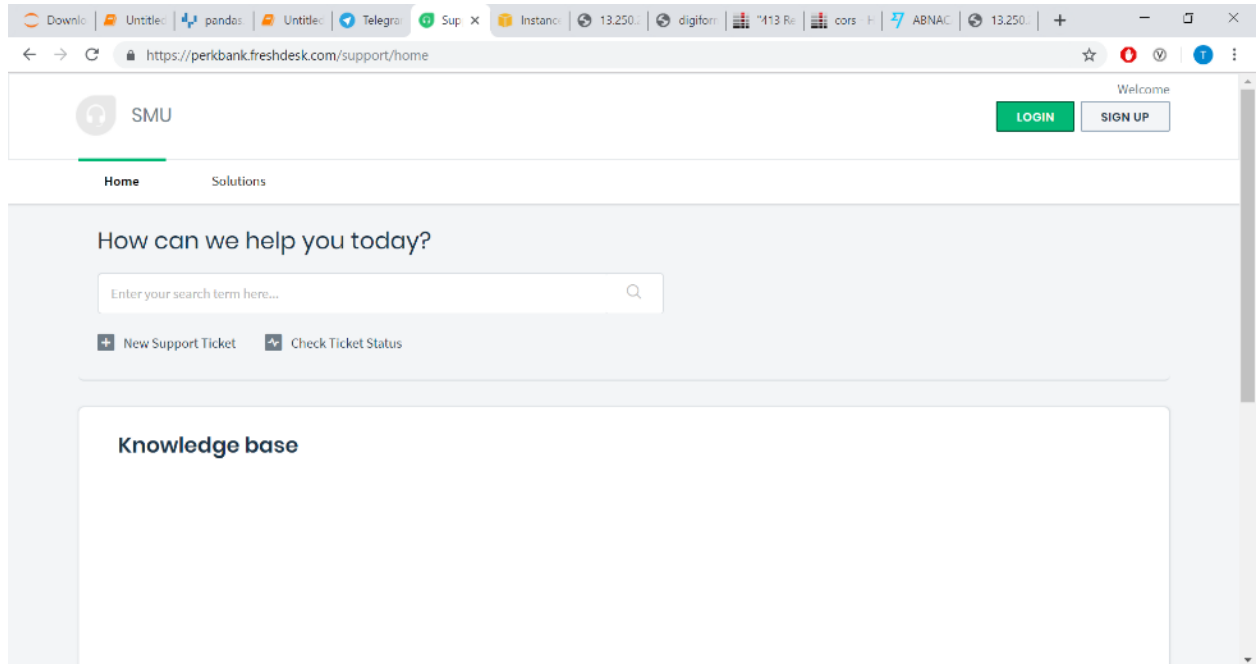 Downlo Untitled pandas. Untitled Telegra Sup Instance 13.250. digiform "413 Re cors - H ABNAC 13.250.
https://perkbank.freshdesk.com/support/home
T
Welcome
SMU
LOGIN SIGN UP
Home Solutions
How can we help you today?
Enter your search term here...
New Support Ticket Check Ticket Status
Knowledge base